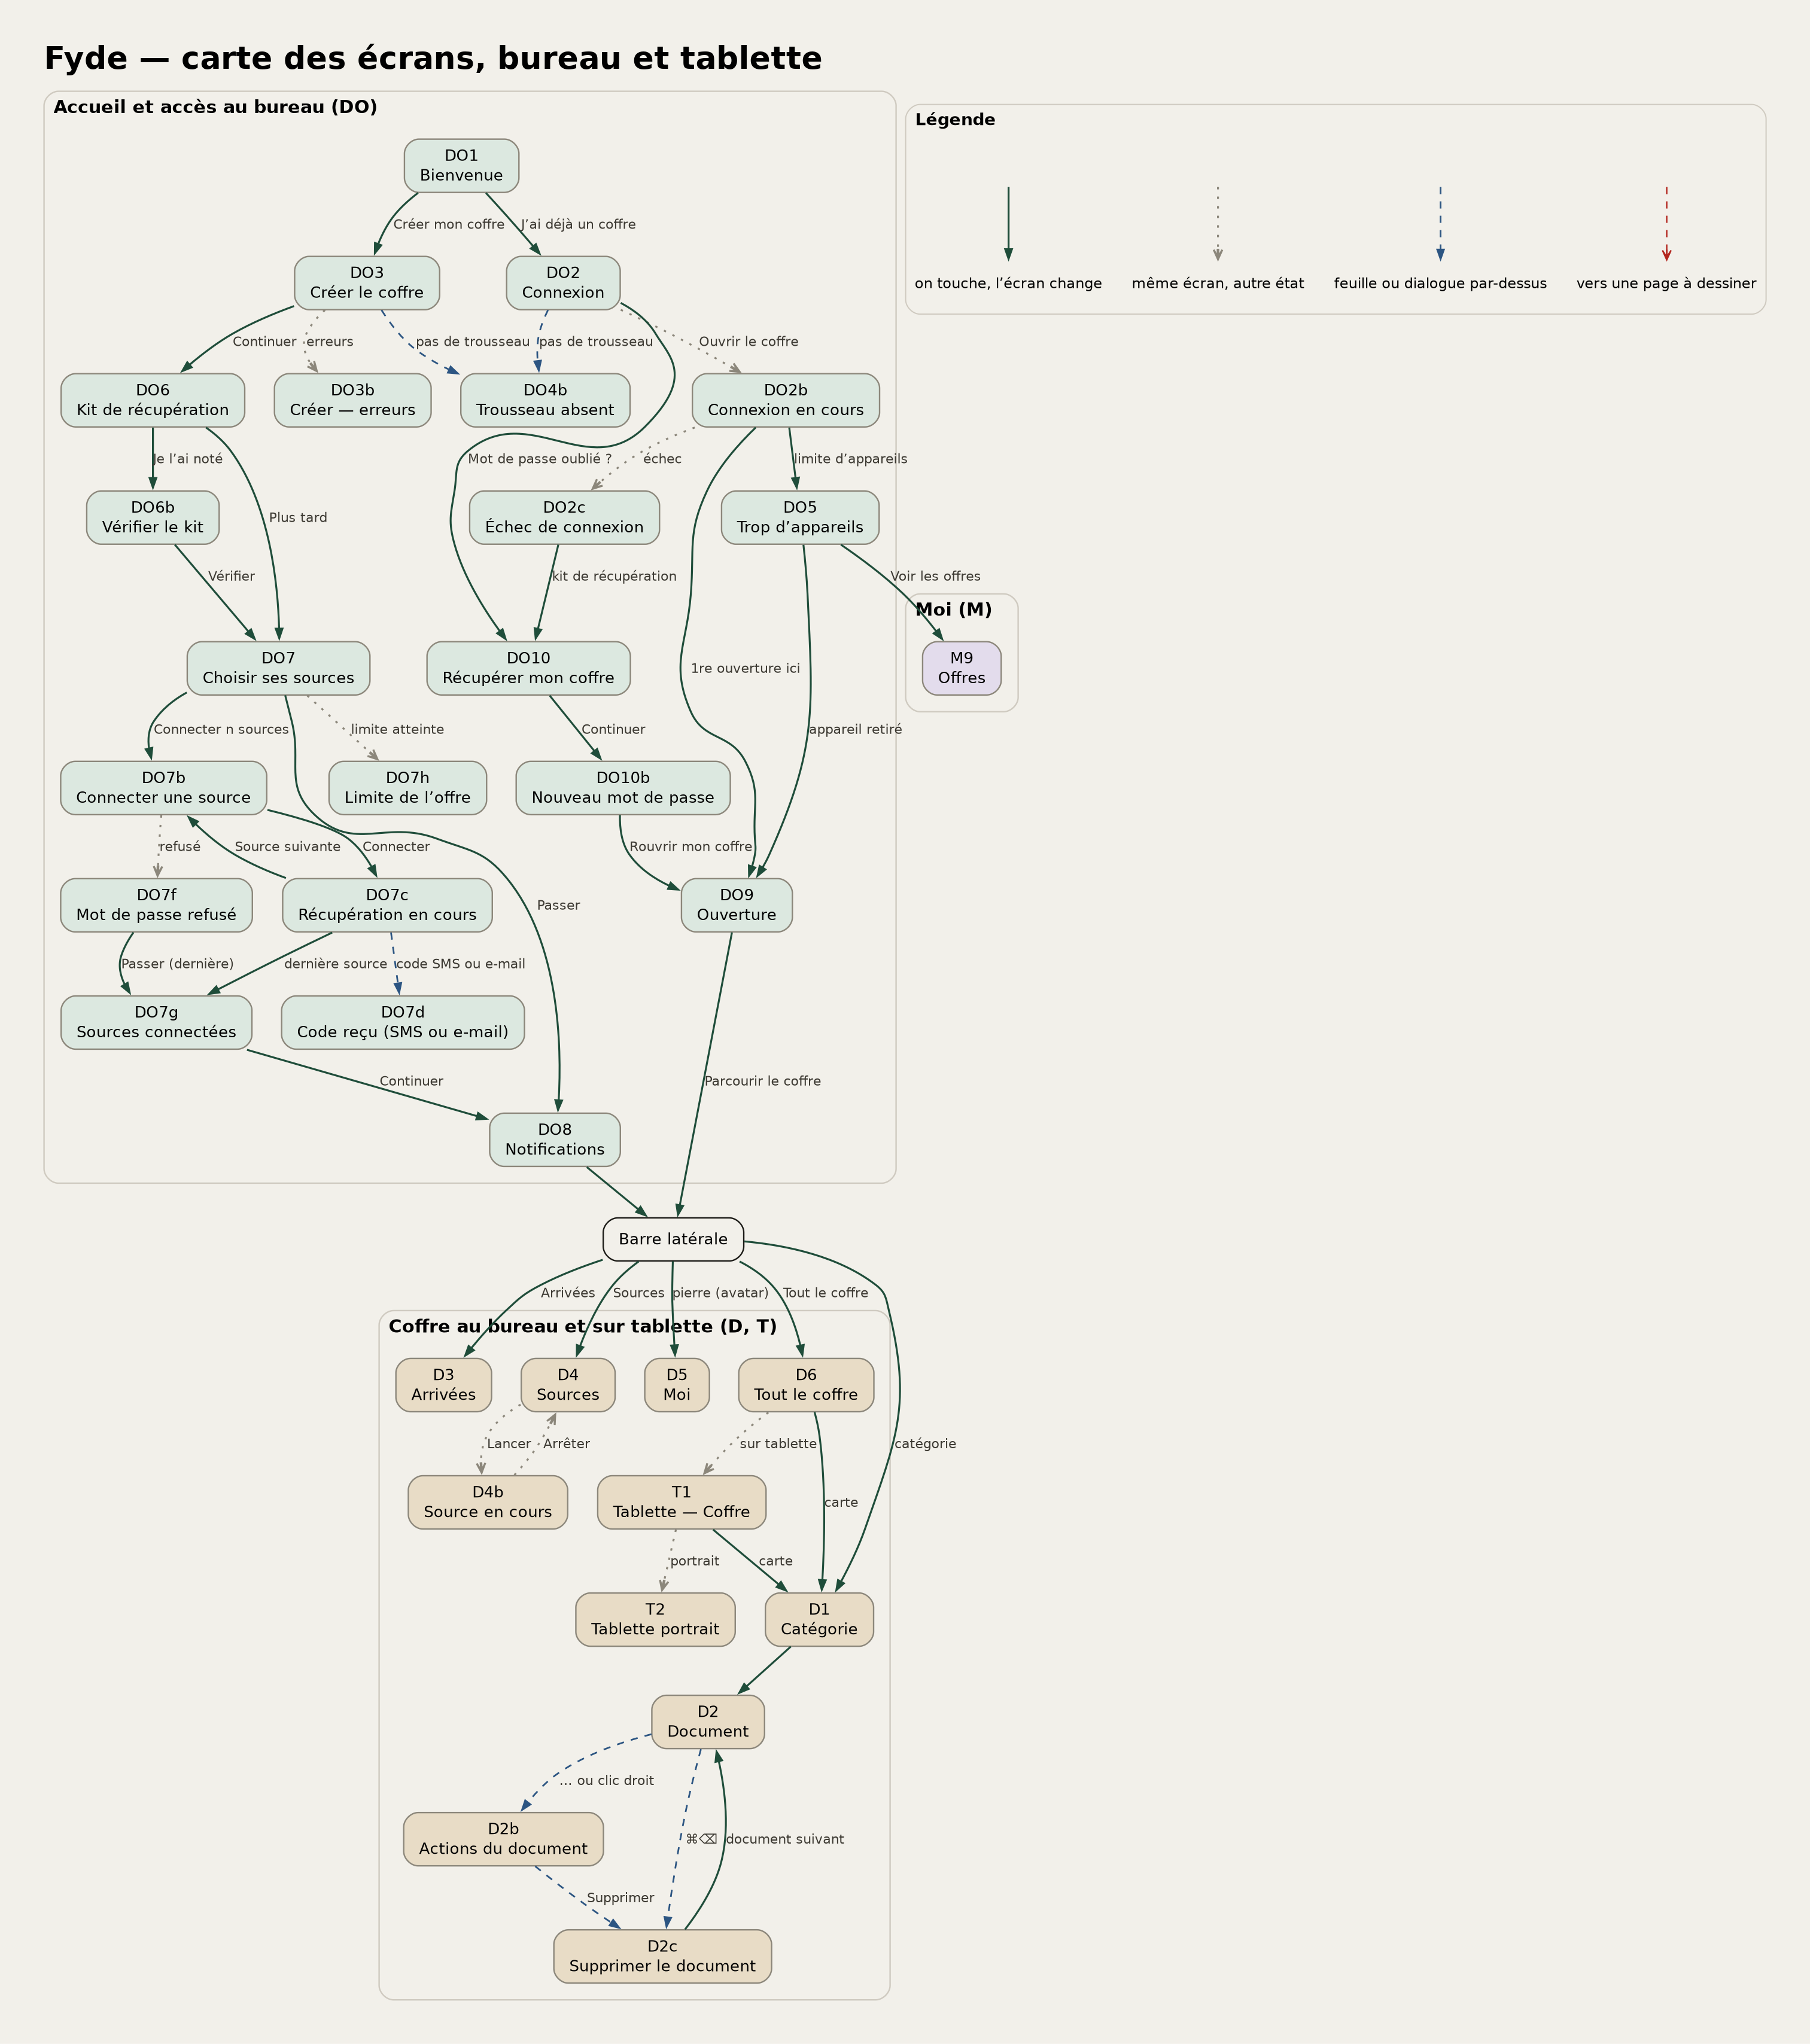 Fyde — carte des écrans, bureau et tablette
Accueil et accès au bureau (DO)
Légende
on touche, l’écran change
même écran, autre état
feuille ou dialogue par-dessus
vers une page à dessiner
DO1
Bienvenue
Créer mon coffre
J’ai déjà un coffre
DO3
Créer le coffre
DO2
Connexion
Continuer
erreurs
pas de trousseau
pas de trousseau
Ouvrir le coffre
DO6
Kit de récupération
DO3b
Créer — erreurs
DO4b
Trousseau absent
DO2b
Connexion en cours
Je l’ai noté
Mot de passe oublié ?
échec
limite d’appareils
DO6b
Vérifier le kit
Plus tard
DO2c
Échec de connexion
DO5
Trop d’appareils
Vérifier
kit de récupération
Voir les offres
Moi (M)
DO7
Choisir ses sources
DO10
Récupérer mon coffre
1re ouverture ici
M9
Offres
Connecter n sources
limite atteinte
Continuer
appareil retiré
DO7b
Connecter une source
DO7h
Limite de l’offre
DO10b
Nouveau mot de passe
refusé
Source suivante
Connecter
Rouvrir mon coffre
DO7f
Mot de passe refusé
DO7c
Récupération en cours
Passer
DO9
Ouverture
Passer (dernière)
dernière source
code SMS ou e-mail
DO7g
Sources connectées
DO7d
Code reçu (SMS ou e-mail)
Continuer
Parcourir le coffre
DO8
Notifications
Barre latérale
Arrivées
Sources
pierre (avatar)
Tout le coffre
Coffre au bureau et sur tablette (D, T)
D3
Arrivées
D4
Sources
D5
Moi
D6
Tout le coffre
Lancer
Arrêter
sur tablette
catégorie
D4b
Source en cours
T1
Tablette — Coffre
carte
portrait
carte
T2
Tablette portrait
D1
Catégorie
D2
Document
... ou clic droit
D2b
Actions du document
⌘⌫
document suivant
Supprimer
D2c
Supprimer le document